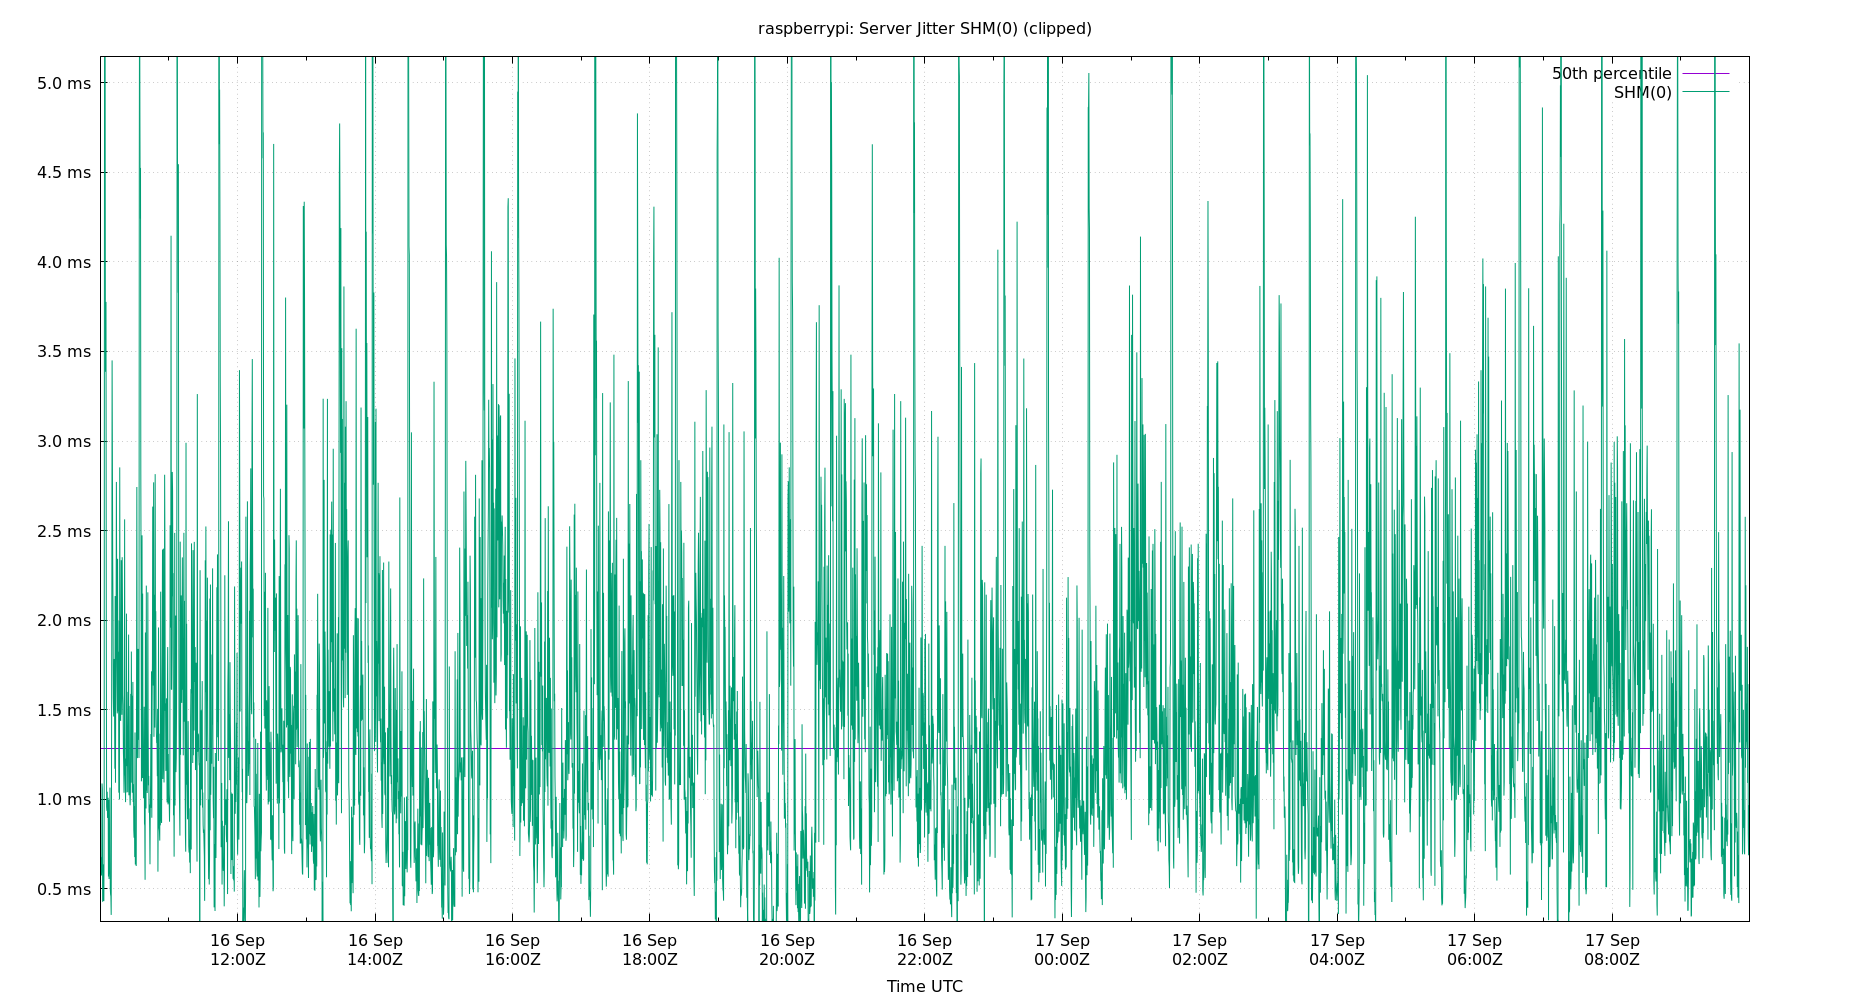 raspberrypi: Server Jitter SHM(0) (clipped)
50th percentile
SHM(0)
5.0 ms
4.5 ms
4.0 ms
3.5 ms
3.0 ms
2.5 ms
2.0 ms
1.5 ms
1.0 ms
0.5 ms
16 Sep 16 Sep 16 Sep 16 Sep 16 Sep 16 Sep 17 Sep 17 Sep 17 Sep 17 Sep 17 Sep
12:00Z 14:00Z 16:00Z 18:00Z 20:00Z 22:00Z 00:00Z 02:00Z 04:00Z 06:00Z 08:00Z
Time UTC